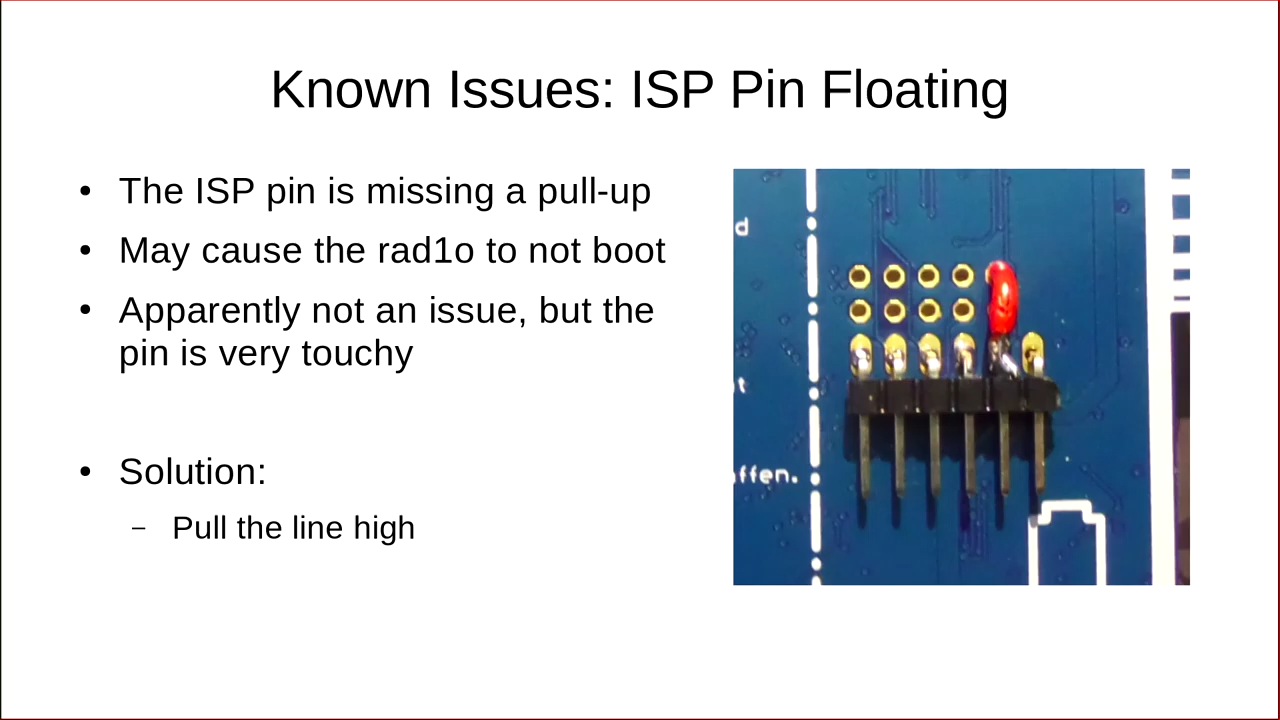 Known Issues: ISP Pin Floating
• The ISP pin is missing a pull-up
• May cause the rad1o to not boot
• Apparently not an issue, but the
pin is very touchy
• Solution:
– Pull the line high
d
t
ffen.